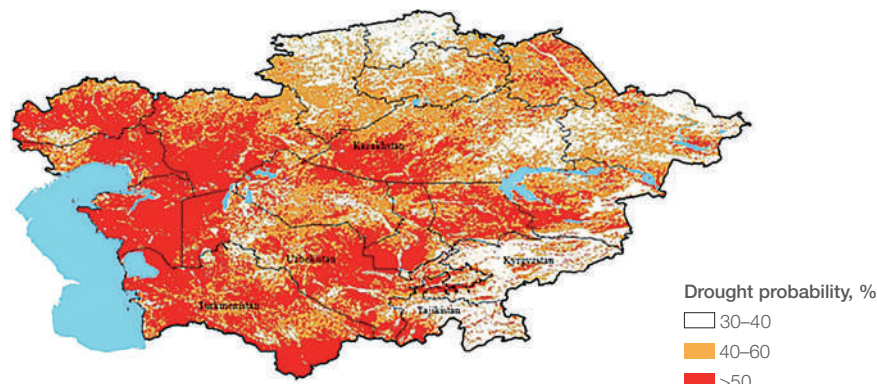 Kazakhstan
Uzbekistan
Kyrgyzstan
Turkmenistan
Tajikistan
Drought probability, %
30–40
40–60
>50